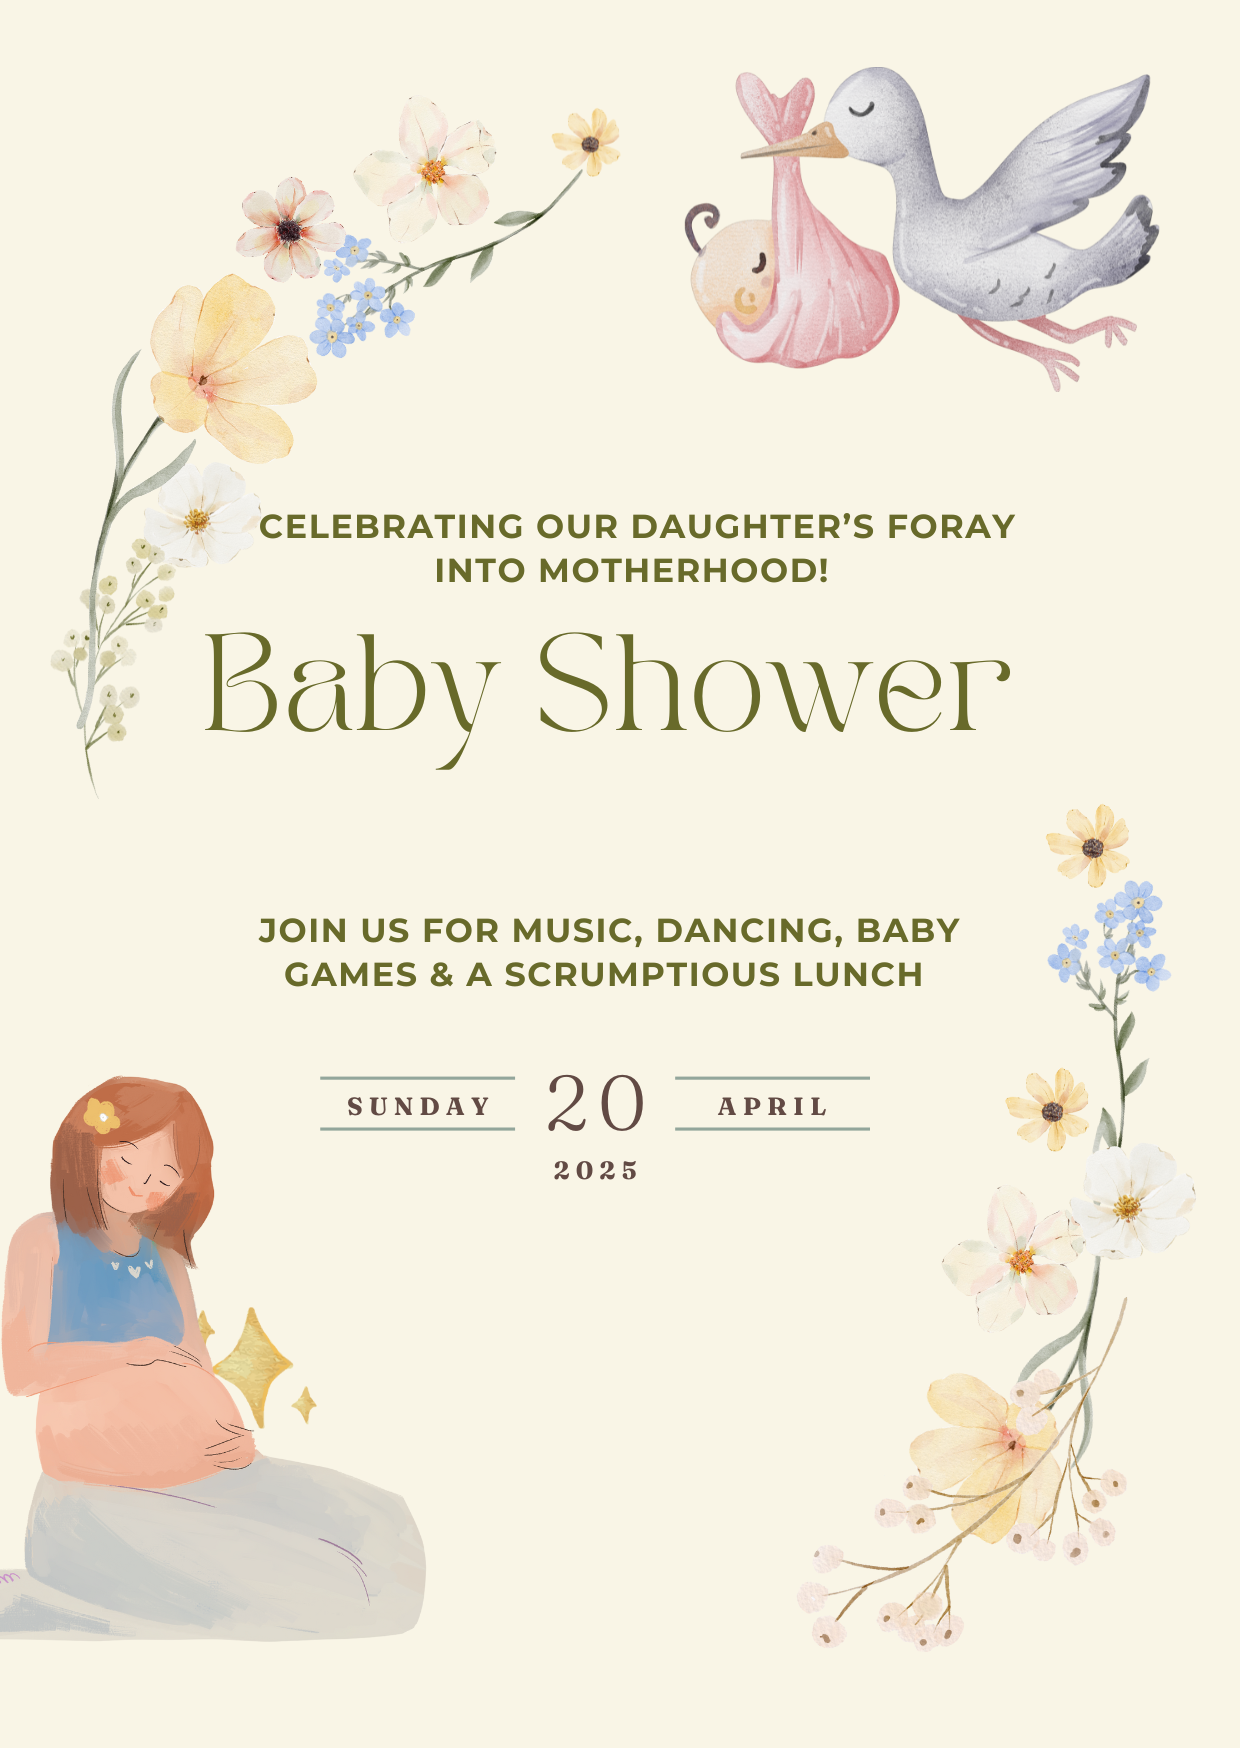 CELEBRATING OUR DAUGHTER’S FORAY
INTO MOTHERHOOD!
Baby Shower
JOIN US FOR MUSIC, DANCING, BABY
GAMES & A SCRUMPTIOUS LUNCH
SUNDAY 20 APRIL
2025